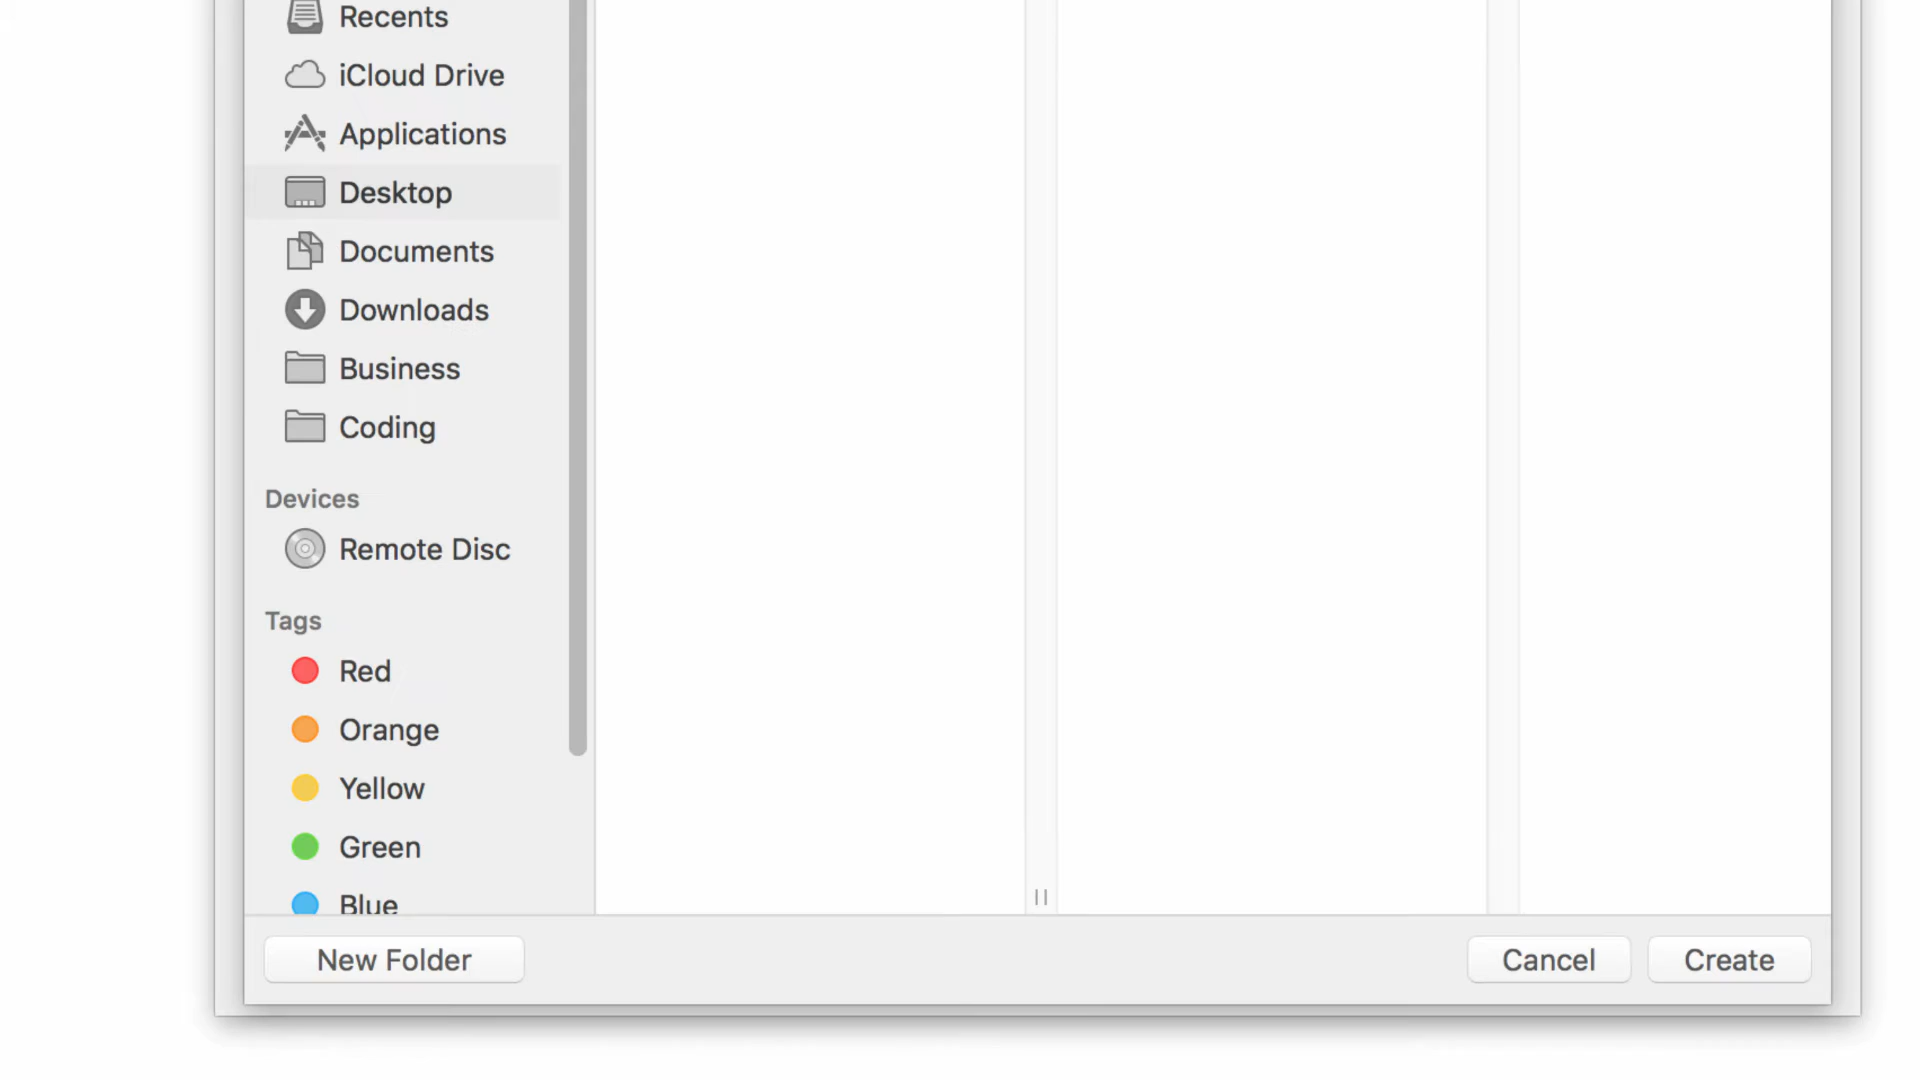 Recents
iCloud Drive
Applications
Desktop
Documents
Downloads
Business
Coding
Devices
Remote Disc
Tags
Red
Orange
Yellow
Green
Blue
New Folder
Cancel
Create